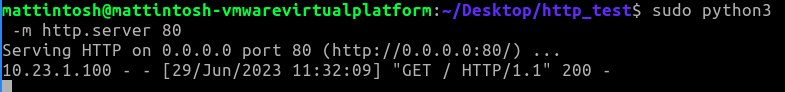 mattintosh@mattintosh-vmwarevirtualplatform:~/Desktop/http_test$ sudo python3
-m http.server 80
Serving HTTP on 0.0.0.0 port 80 (http://0.0.0.0:80/) ...
10.23.1.100 - - [29/Jun/2023 11:32:09] "GET / HTTP/1.1" 200 -